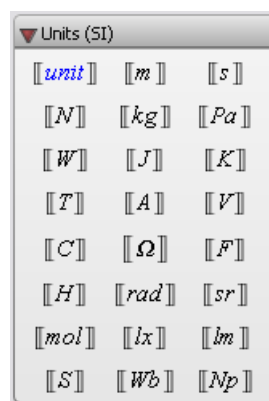 Units (SI)
⟦unit⟧ ⟦m⟧ ⟦s⟧
⟦N⟧ ⟦kg⟧ ⟦Pa⟧
⟦W⟧ ⟦J⟧ ⟦K⟧
⟦T⟧ ⟦A⟧ ⟦V⟧
⟦C⟧ ⟦Ω⟧ ⟦F⟧
⟦H⟧ ⟦rad⟧ ⟦sr⟧
⟦mol⟧ ⟦lx⟧ ⟦lm⟧
⟦S⟧ ⟦Wb⟧ ⟦Np⟧